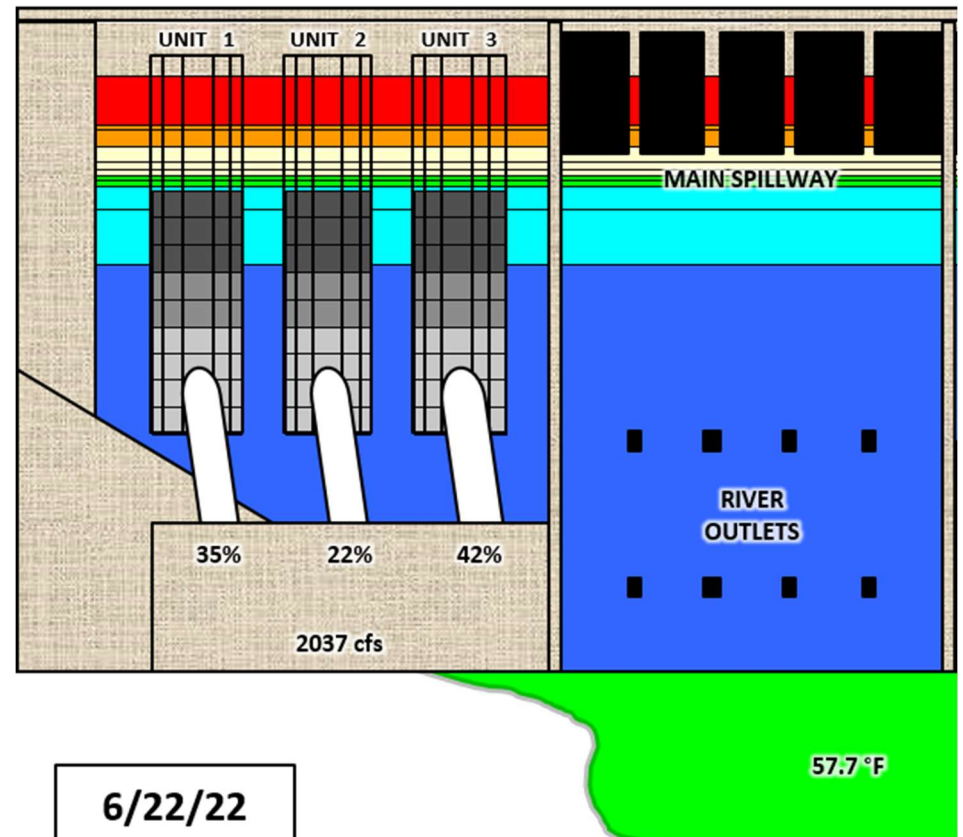 UNIT 1 UNIT 2 UNIT 3
MAIN SPILLWAY
RIVER
OUTLETS
35% 22% 42%
2037 cfs
57.7 °F
6/22/22